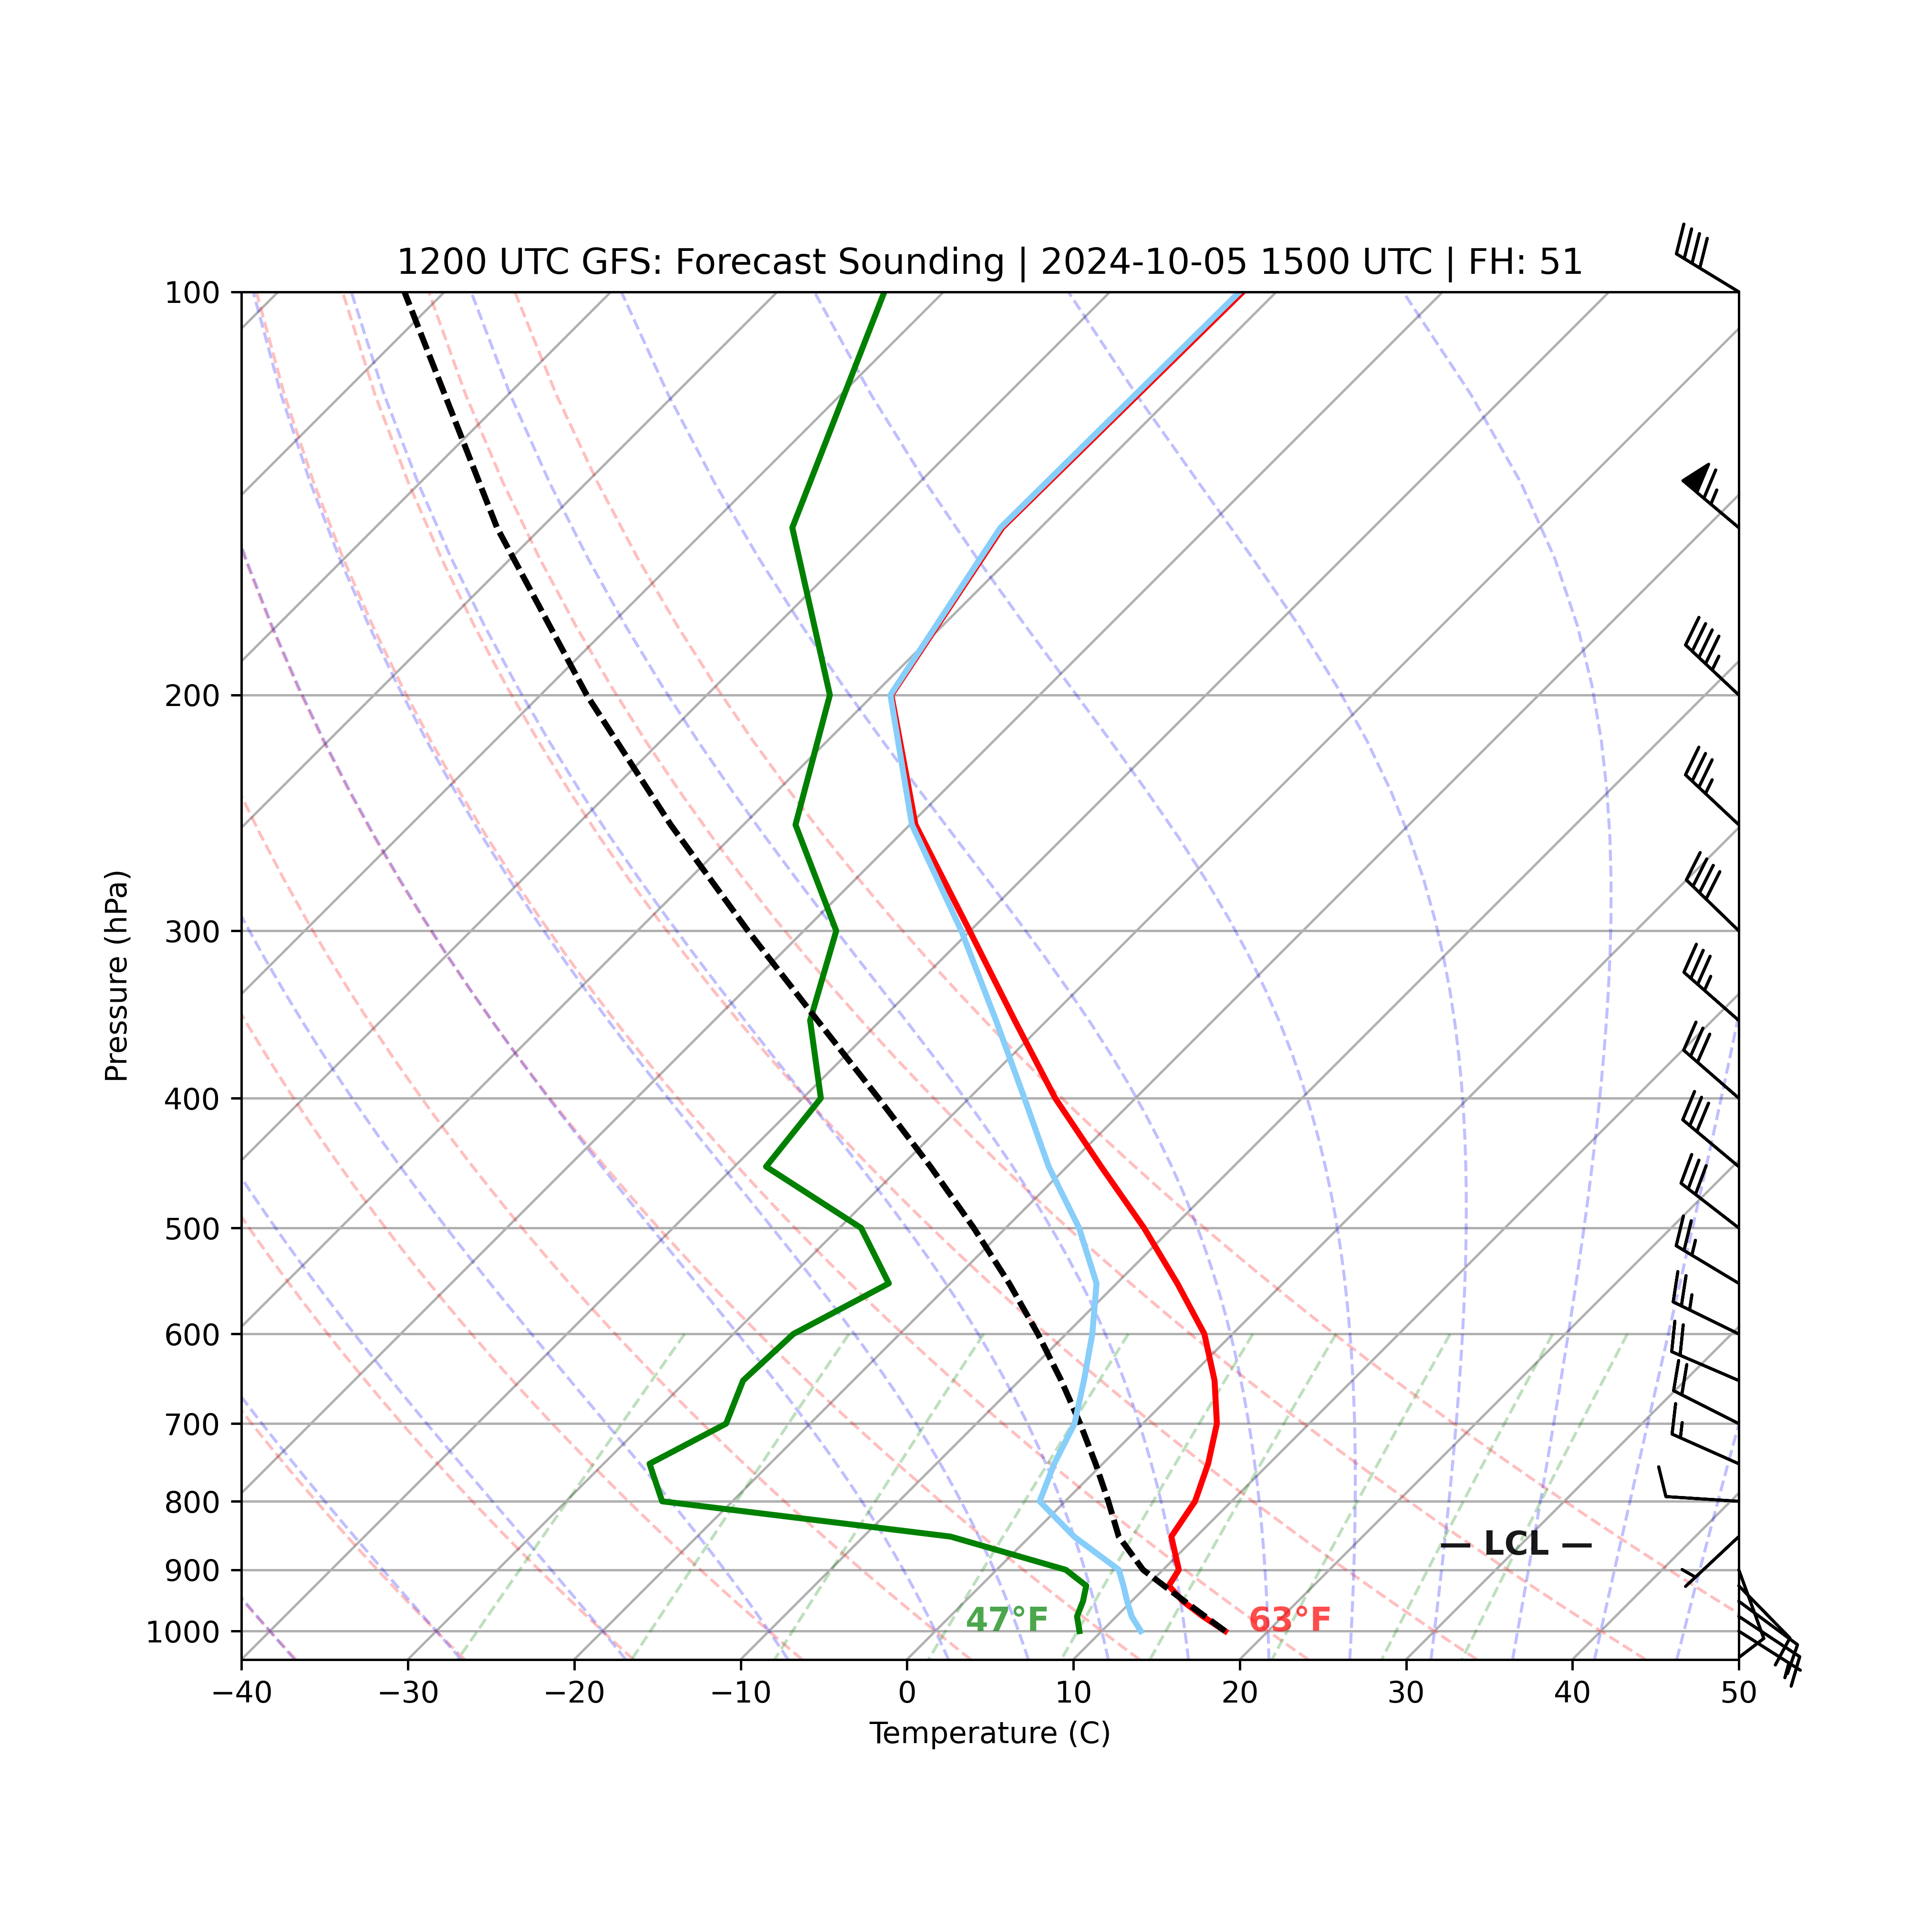 1200 UTC GFS: Forecast Sounding | 2024-10-05 1500 UTC | FH: 51
100
200
300
400
500
600
700
800
900
1000
Pressure (hPa)
— LCL —
47°F
63°F
−40 −30 −20 −10 0 10 20 30 40 50
Temperature (C)